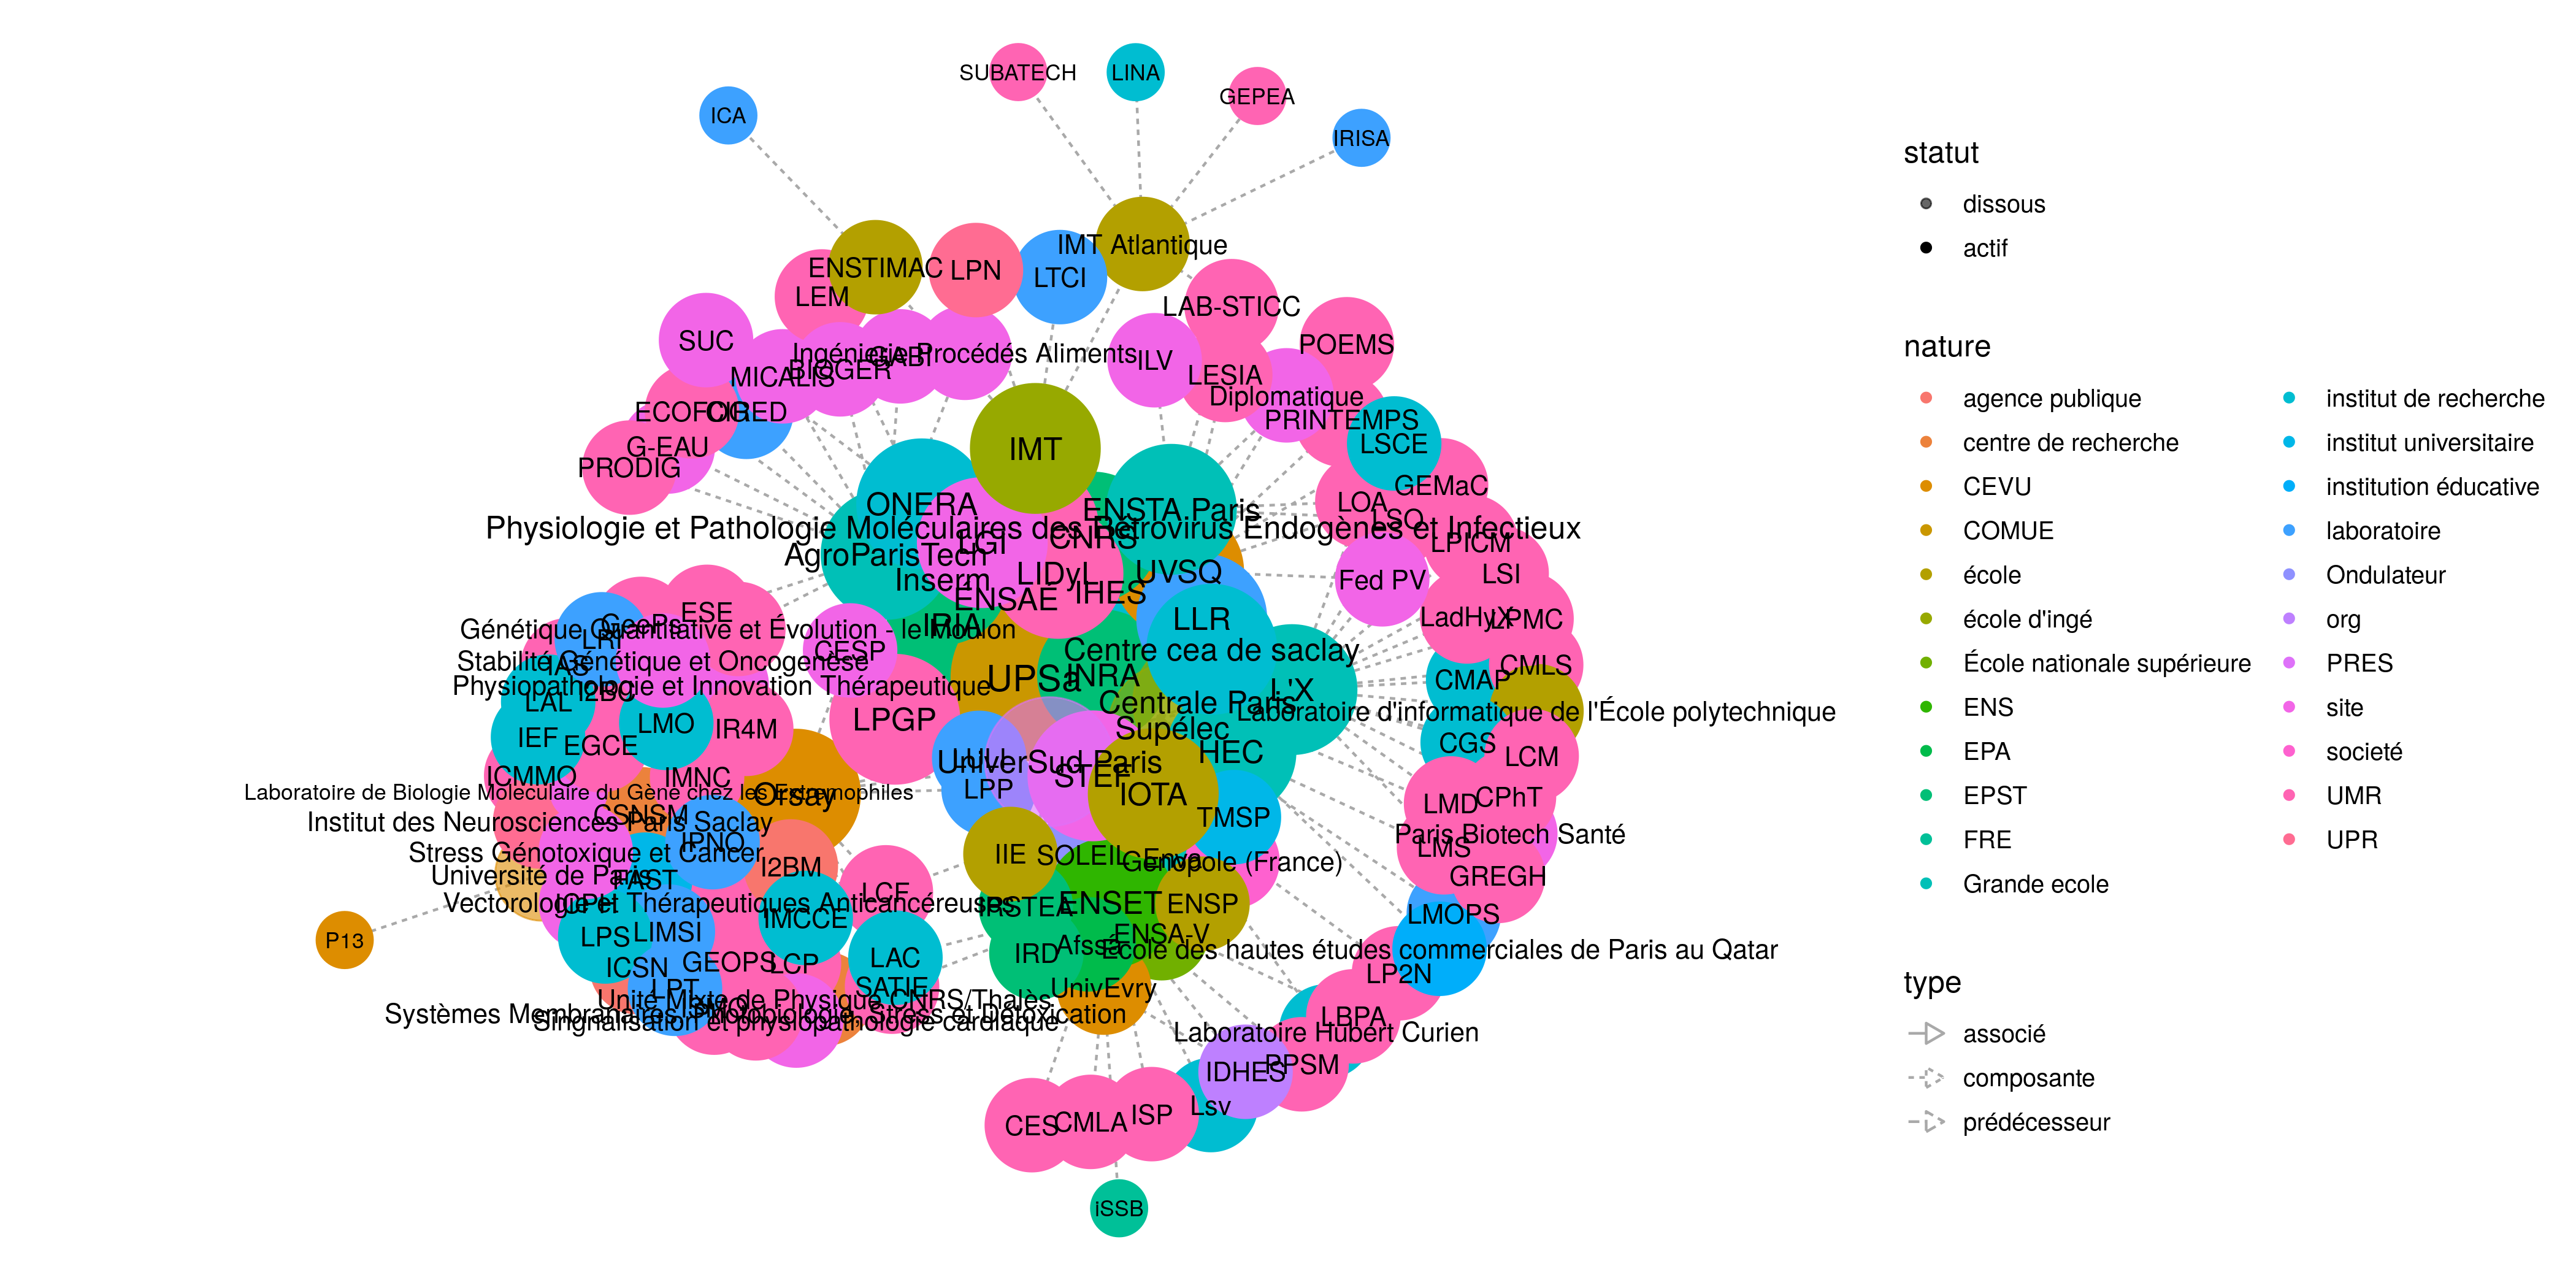 SUBATECH
LINA
GEPEA
ICA
IRISA
IMT Atlantique
ENSTIMAC
LPN
LTCI
LEM
LAB-STICC
SUC
POEMS
Ingénierie Procédés Aliments
GABI
ILV
MICALIS
BIOGER
LESIA
Diplomatique
ECOFOG
CIRED
PRINTEMPS
G-EAU
LSCE
PRODIG
IMT
GEMaC
ONERA
ENSTA Paris
LOA
LSO
Physiologie et Pathologie Moléculaires des Rétrovirus Endogènes et Infectieux
LGI
CNRS
LPICM
AgroParisTech
Inserm
LIDyL
UVSQ
Fed PV
LSI
ENSAE
IHES
ESE
GeePs
LLR
LadHyX
LPMC
Génétique Quantitative et Évolution - le Moulon
IRIA
LRI
CESP
Centre cea de saclay
Stabilité Génétique et Oncogenèse
IAS
CMLS
UPSa
INRA
CMAP
Physiopathologie et Innovation Thérapeutique
I2BC
L'X
LAL
Centrale Paris
Laboratoire d'informatique de l'École polytechnique
LPGP
LMO
IR4M
Supélec
IEF
EGCE
HEC
CGS
LCM
LULI
UniverSud Paris
ICMMO
IMNC
STEF
LPP
Laboratoire de Biologie Moléculaire du Gène chez les Extremophiles
Orsay
IOTA
LMD
CPhT
CSNSM
TMSP
Institut des Neurosciences Paris Saclay
Paris Biotech Santé
IPNO
LMS
Stress Génotoxique et Cancer
IIE
SOLEIL
Enva
Genopole (France)
I2BM
Université de Paris
FAST
GREGH
LCF
Vectorologie et Thérapeutiques Anticancéreuses
IRSTEA
ENSET
ENSP
IMCCE
LMOPS
LPS
LIMSI
ENSA-V
P13
Afssa
IRD
École des hautes études commerciales de Paris au Qatar
LAC
ICSN
GEOPS
LCP
LP2N
SATIE
LPT
UnivEvry
Unité Mixte de Physique CNRS/Thalès
Systèmes Membranaires, Photobiologie, Stress et Détoxication
Singnalisation et physiopathologie cardiaque
LBPA
Laboratoire Hubert Curien
PPSM
IDHES
Lsv
CES
CMLA
ISP
iSSB
statut
dissous
actif
nature
agence publique
centre de recherche
CEVU
COMUE
école
école d'ingé
École nationale supérieure
ENS
EPA
EPST
FRE
Grande ecole
institut de recherche
institut universitaire
institution éducative
laboratoire
Ondulateur
org
PRES
site
societé
UMR
UPR
type
associé
composante
prédécesseur